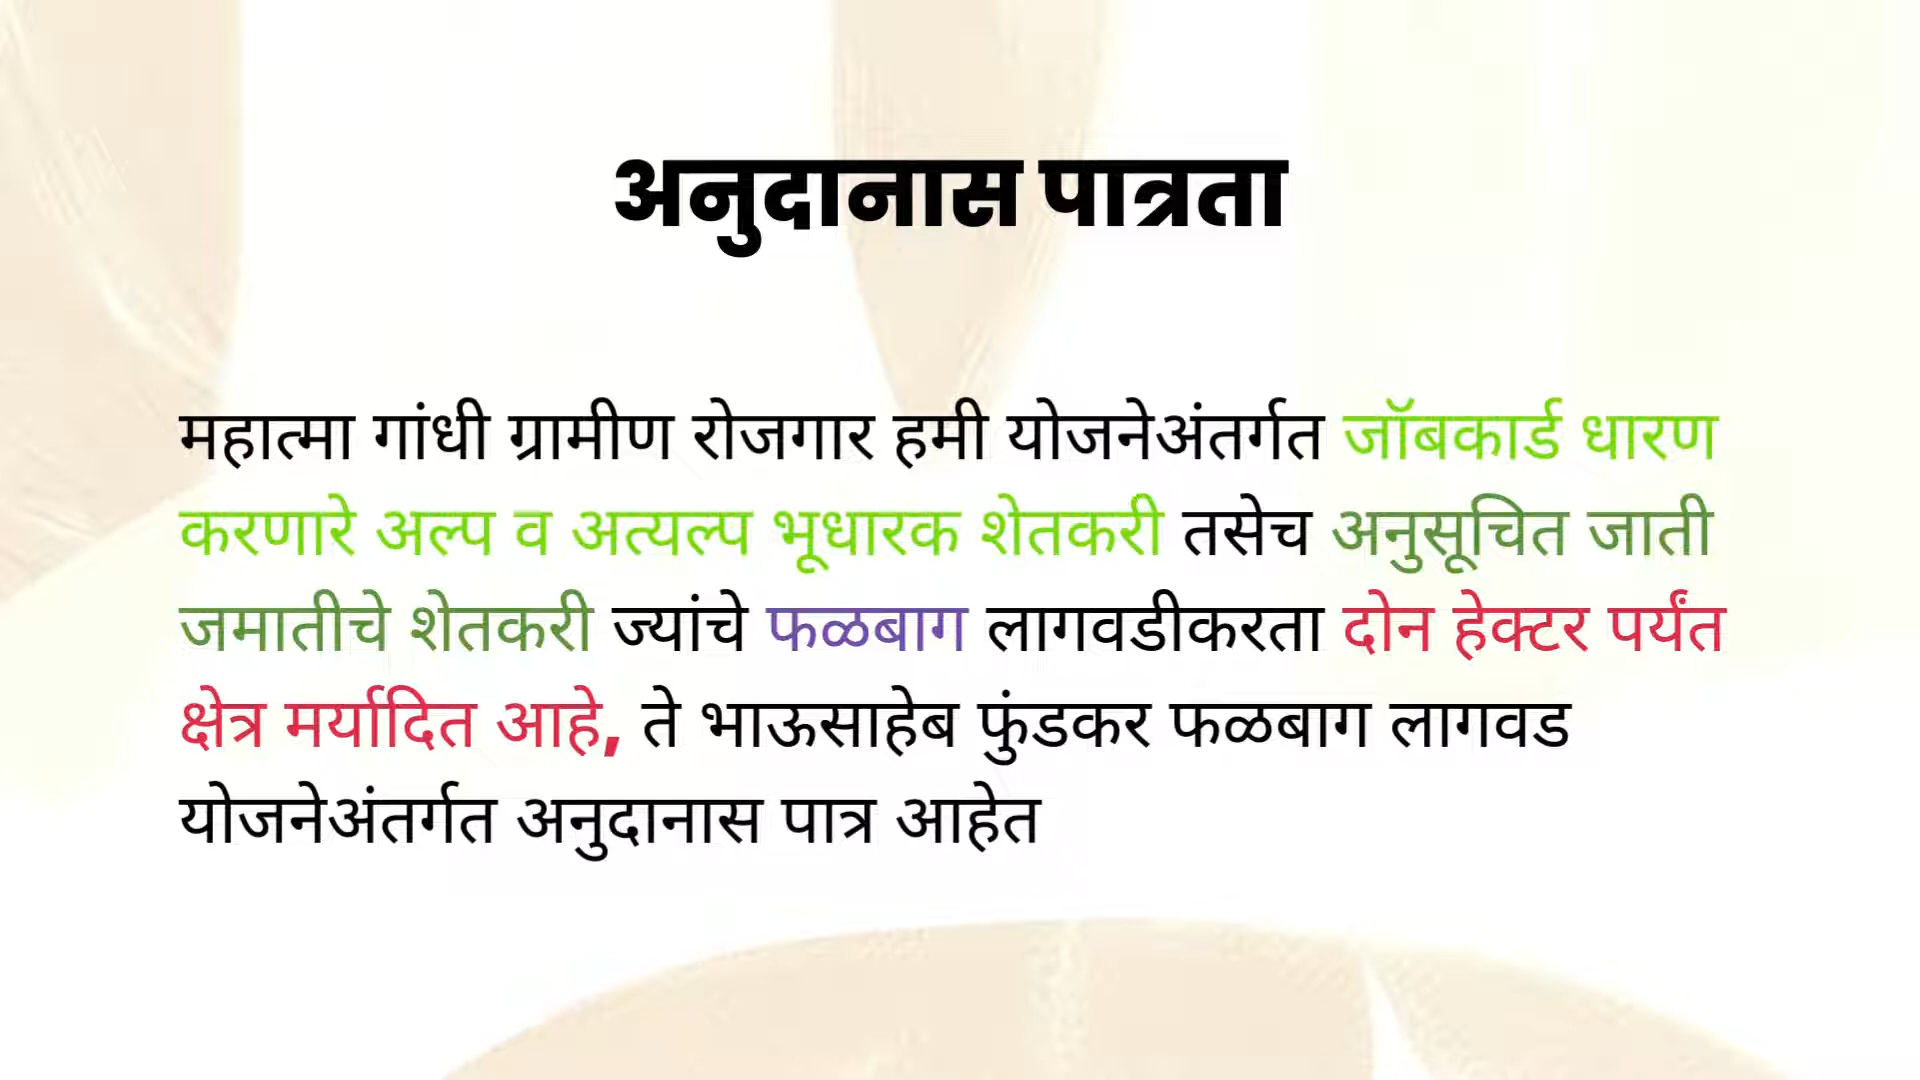 अनुदानास पात्रता
महात्मा गांधी ग्रामीण रोजगार हमी योजनेअंतर्गत जॉबकार्ड धारण
करणारे अल्प व अत्यल्प भूधारक शेतकरी तसेच अनुसूचित जाती
जमातीचे शेतकरी ज्यांचे फळबाग लागवडीकरता दोन हेक्टर पर्यंत
क्षेत्र मर्यादित आहे, ते भाऊसाहेब फुंडकर फळबाग लागवड
योजनेअंतर्गत अनुदानास पात्र आहेत